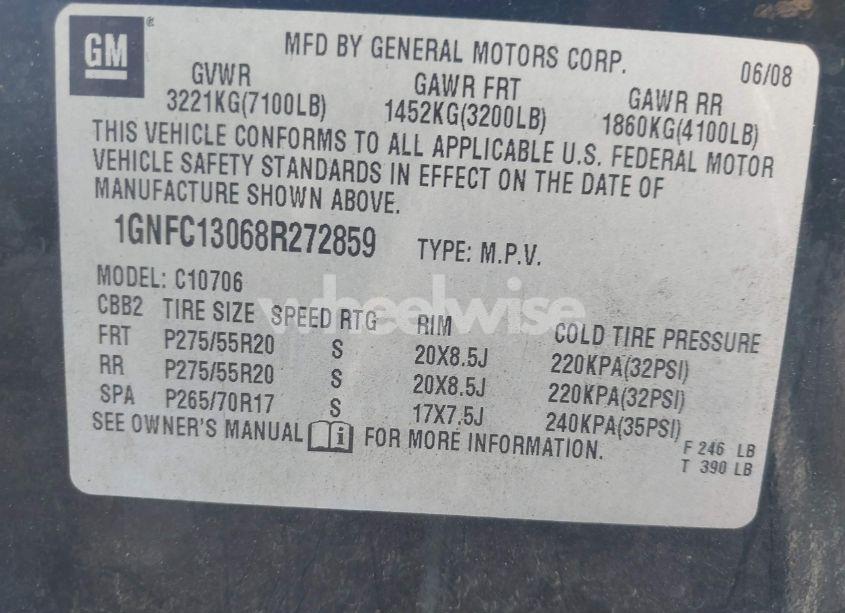 GM ®
MFD BY GENERAL MOTORS CORP. 06/08
GVWR GAWR FRT GAWR RR
3221KG(7100LB) 1452KG(3200LB) 1860KG(4100LB)
THIS VEHICLE CONFORMS TO ALL APPLICABLE U.S. FEDERAL MOTOR
VEHICLE SAFETY STANDARDS IN EFFECT ON THE DATE OF
MANUFACTURE SHOWN ABOVE.
1GNFC13068R272859 TYPE: M.P.V.
MODEL: C10706
wheelwise
CBB2 TIRE SIZE SPEED RTG RIM COLD TIRE PRESSURE
FRT P275/55R20 S 20X8.5J 220KPA(32PSI)
RR P275/55R20 S 20X8.5J 220KPA(32PSI)
SPA P265/70R17 S 17X7.5J 240KPA(35PSI)
SEE OWNER'S MANUAL i FOR MORE INFORMATION.
F 246 LB
T 390 LB